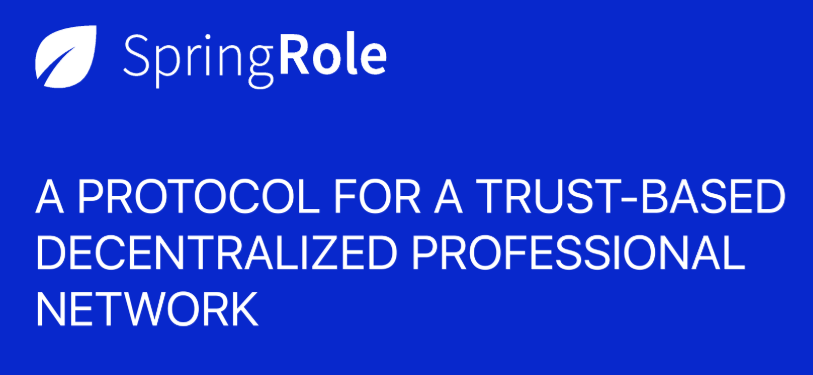 SpringRole
A PROTOCOL FOR A TRUST-BASED
DECENTRALIZED PROFESSIONAL
NETWORK